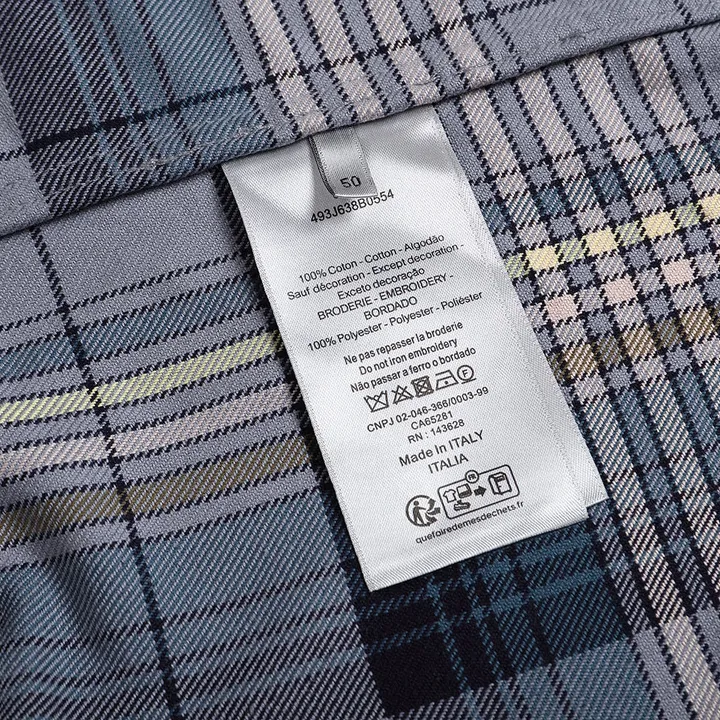 50
493J638B0554
100% Coton - Cotton - Algodão
Sauf décoration - Except decoration -
Exceto decoração
BRODERIE - EMBROIDERY -
BORDADO
100% Polyester - Polyester - Poliéster
Ne pas repasser la broderie
Do not iron embroidery
Não passar a ferro o bordado
CNPJ 02-046-366/0003-99
CA65281
RN : 143628
Made In ITALY
ITALIA
FR
quefairedemesdechets.fr